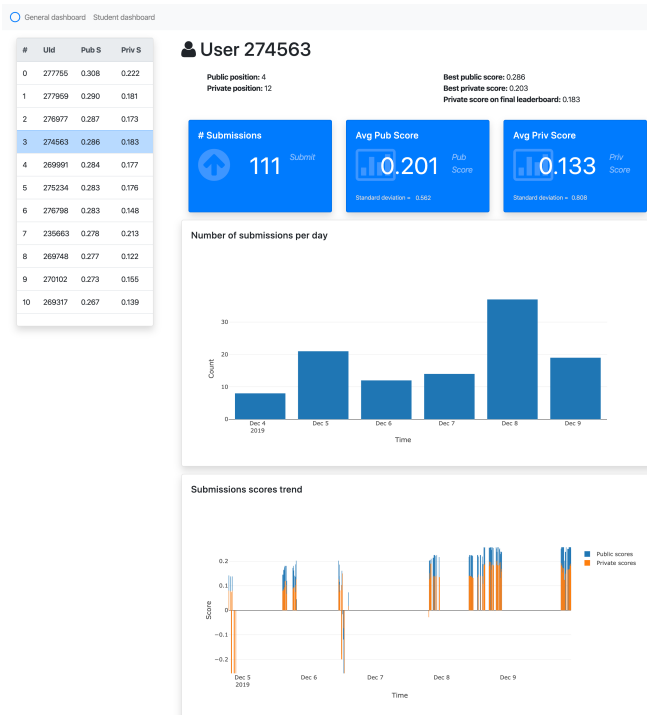 General dashboard Student dashboard
# UId Pub S Priv S
0 277755 0.308 0.222
1 277959 0.290 0.181
2 276977 0.287 0.173
3 274563 0.286 0.183
4 269991 0.284 0.177
5 275234 0.283 0.176
6 276798 0.283 0.148
7 235663 0.278 0.213
8 269748 0.277 0.122
9 270102 0.273 0.155
10 269317 0.267 0.139
User 274563
Public position: 4
Private position: 12
Best public score: 0.286
Best private score: 0.203
Private score on final leaderboard: 0.183
# Submissions
111 Submit
Avg Pub Score
0.201 Pub Score
Standard deviation = 0.562
Avg Priv Score
0.133 Priv Score
Standard deviation = 0.808
Number of submissions per day
30
20
10
0
Count
Dec 4 2019 Dec 5 Dec 6 Dec 7 Dec 8 Dec 9
Time
Submissions scores trend
Public scores
Private scores
0.2
0.1
0
−0.1
−0.2
Score
Dec 5 2019 Dec 6 Dec 7 Dec 8 Dec 9
Time